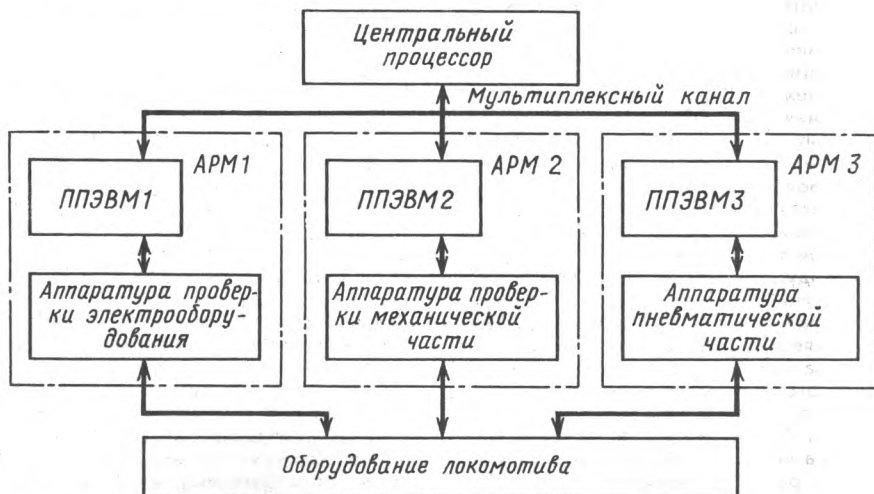 Центральный
процессор
Мультиплексный канал
АРМ1
АРМ 2
АРМ 3
ППЭВМ1
ППЭВМ2
ППЭВМ3
Аппаратура провер-
ки электрообору-
дования
Аппаратура провер-
ки механической
части
Аппаратура
пневматической
части
Оборудование локомотива